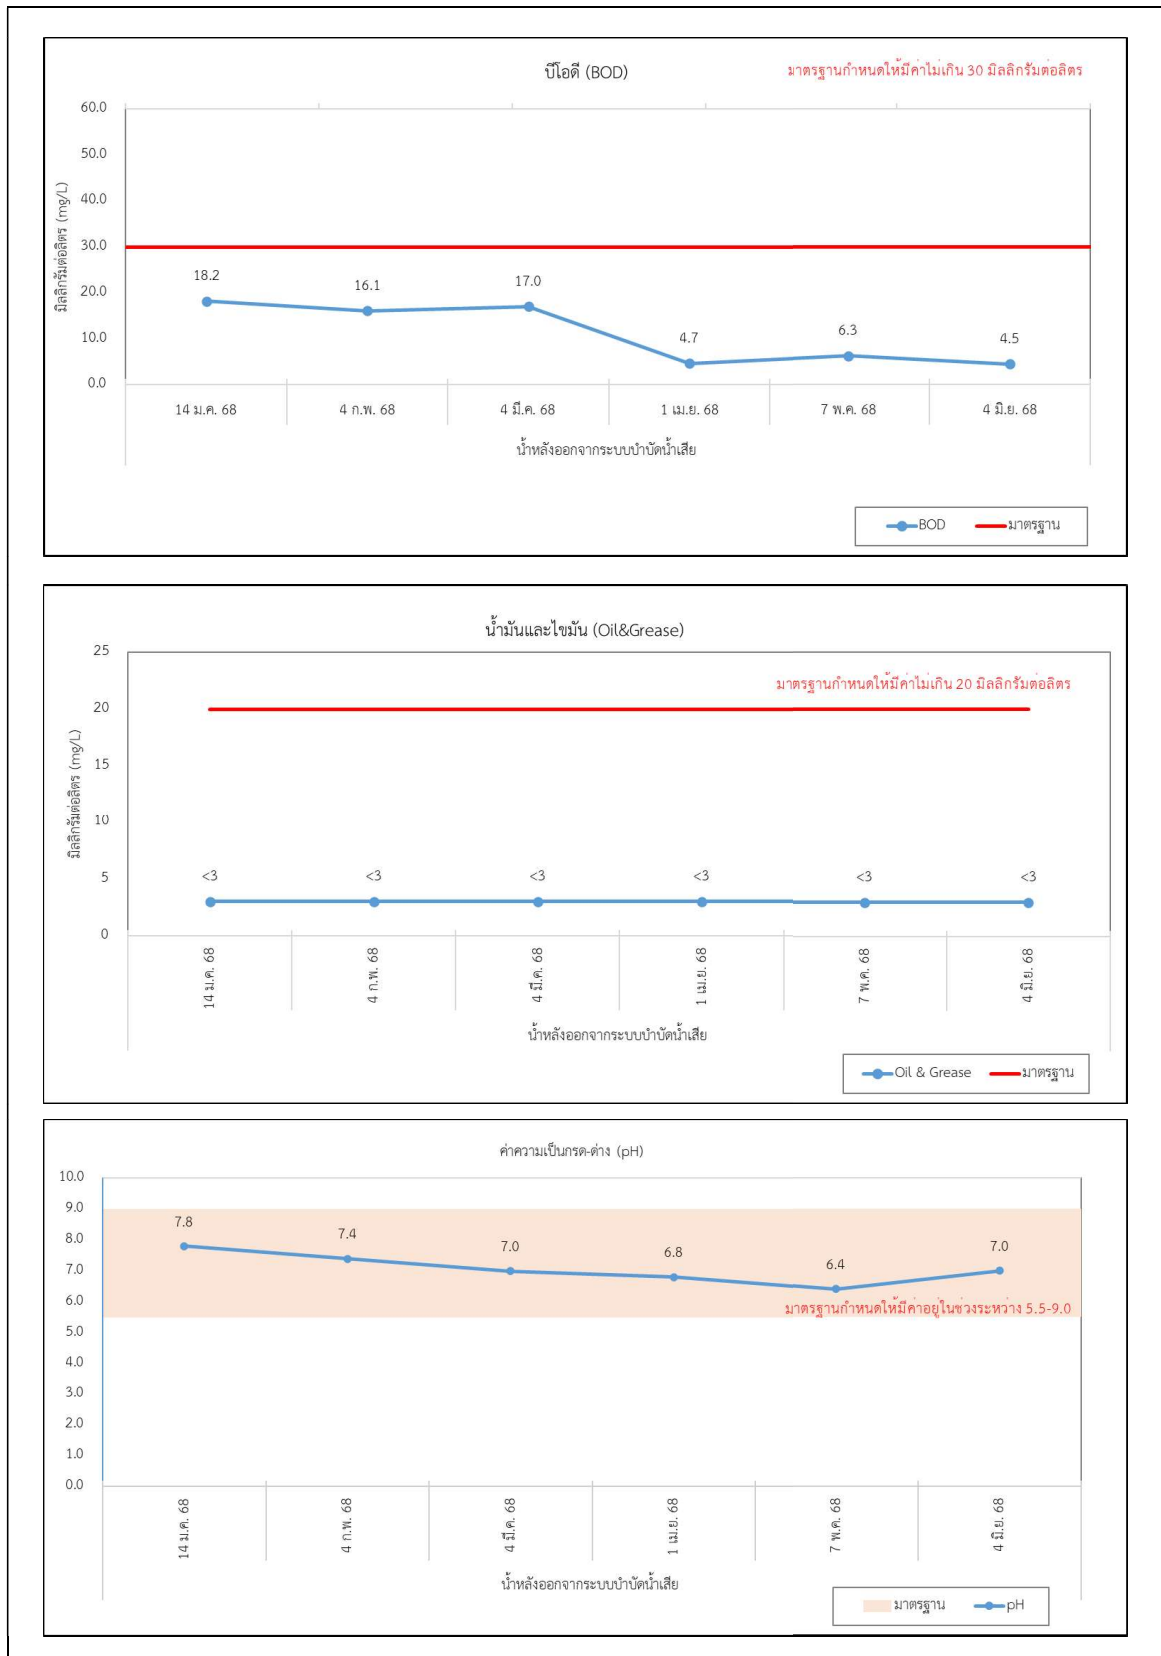 บีโอดี (BOD)
มาตรฐานกำหนดให้มีค่าไม่เกิน 30 มิลลิกรัมต่อลิตร
มิลลิกรัมต่อลิตร (mg/L)
60.0
50.0
40.0
30.0
20.0
10.0
0.0
18.2 16.1 17.0 4.7 6.3 4.5
14 ม.ค. 68 4 ก.พ. 68 4 มี.ค. 68 1 เม.ย. 68 7 พ.ค. 68 4 มิ.ย. 68
น้ำหลังออกจากระบบบำบัดน้ำเสีย
BOD มาตรฐาน
น้ำมันและไขมัน (Oil&Grease)
มาตรฐานกำหนดให้มีค่าไม่เกิน 20 มิลลิกรัมต่อลิตร
มิลลิกรัมต่อลิตร (mg/L)
25
20
15
10
5
0
<3 <3 <3 <3 <3 <3
14 ม.ค. 68 4 ก.พ. 68 4 มี.ค. 68 1 เม.ย. 68 7 พ.ค. 68 4 มิ.ย. 68
น้ำหลังออกจากระบบบำบัดน้ำเสีย
Oil & Grease มาตรฐาน
ค่าความเป็นกรด-ด่าง (pH)
10.0
9.0
8.0
7.0
6.0
5.0
4.0
3.0
2.0
1.0
0.0
7.8 7.4 7.0 6.8 6.4 7.0
มาตรฐานกำหนดให้มีค่าอยู่ในช่วงระหว่าง 5.5-9.0
14 ม.ค. 68 4 ก.พ. 68 4 มี.ค. 68 1 เม.ย. 68 7 พ.ค. 68 4 มิ.ย. 68
น้ำหลังออกจากระบบบำบัดน้ำเสีย
มาตรฐาน pH